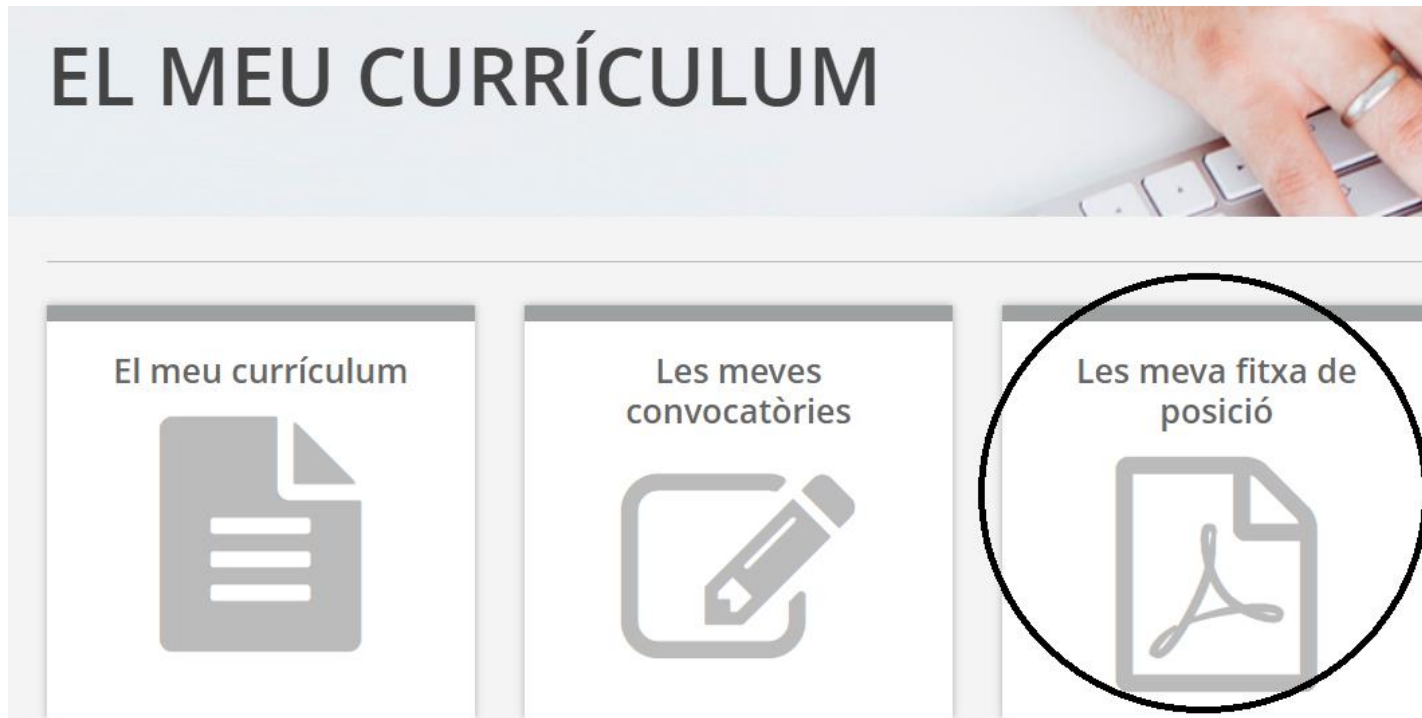 EL MEU CURRÍCULUM
El meu currículum
Les meves
convocatòries
Les meva fitxa de
posició